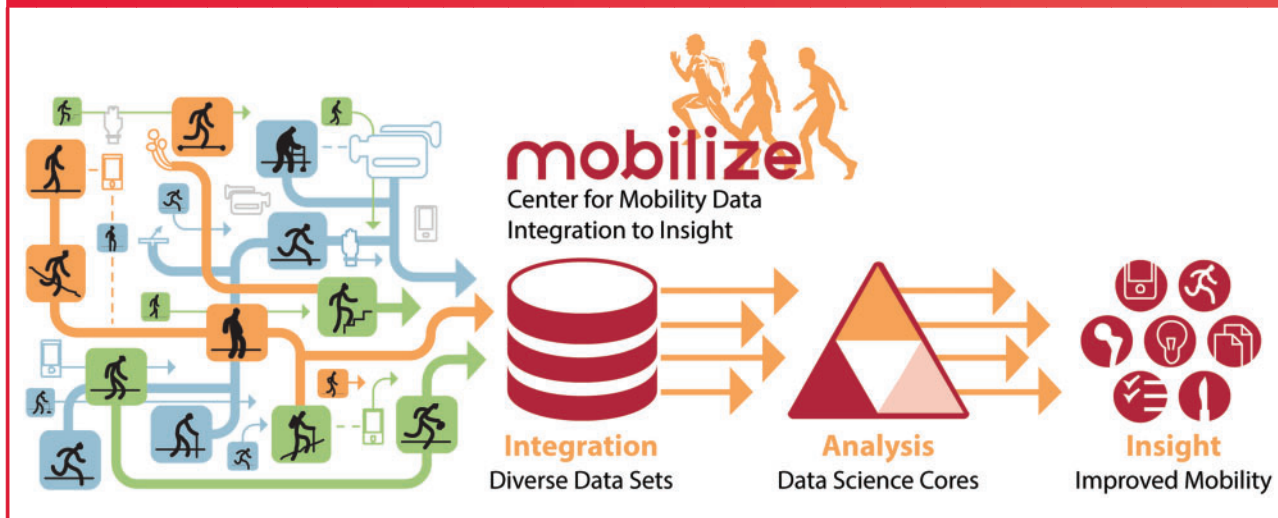 mobilize
Center for Mobility Data
Integration to Insight
Integration
Diverse Data Sets
Analysis
Data Science Cores
Insight
Improved Mobility